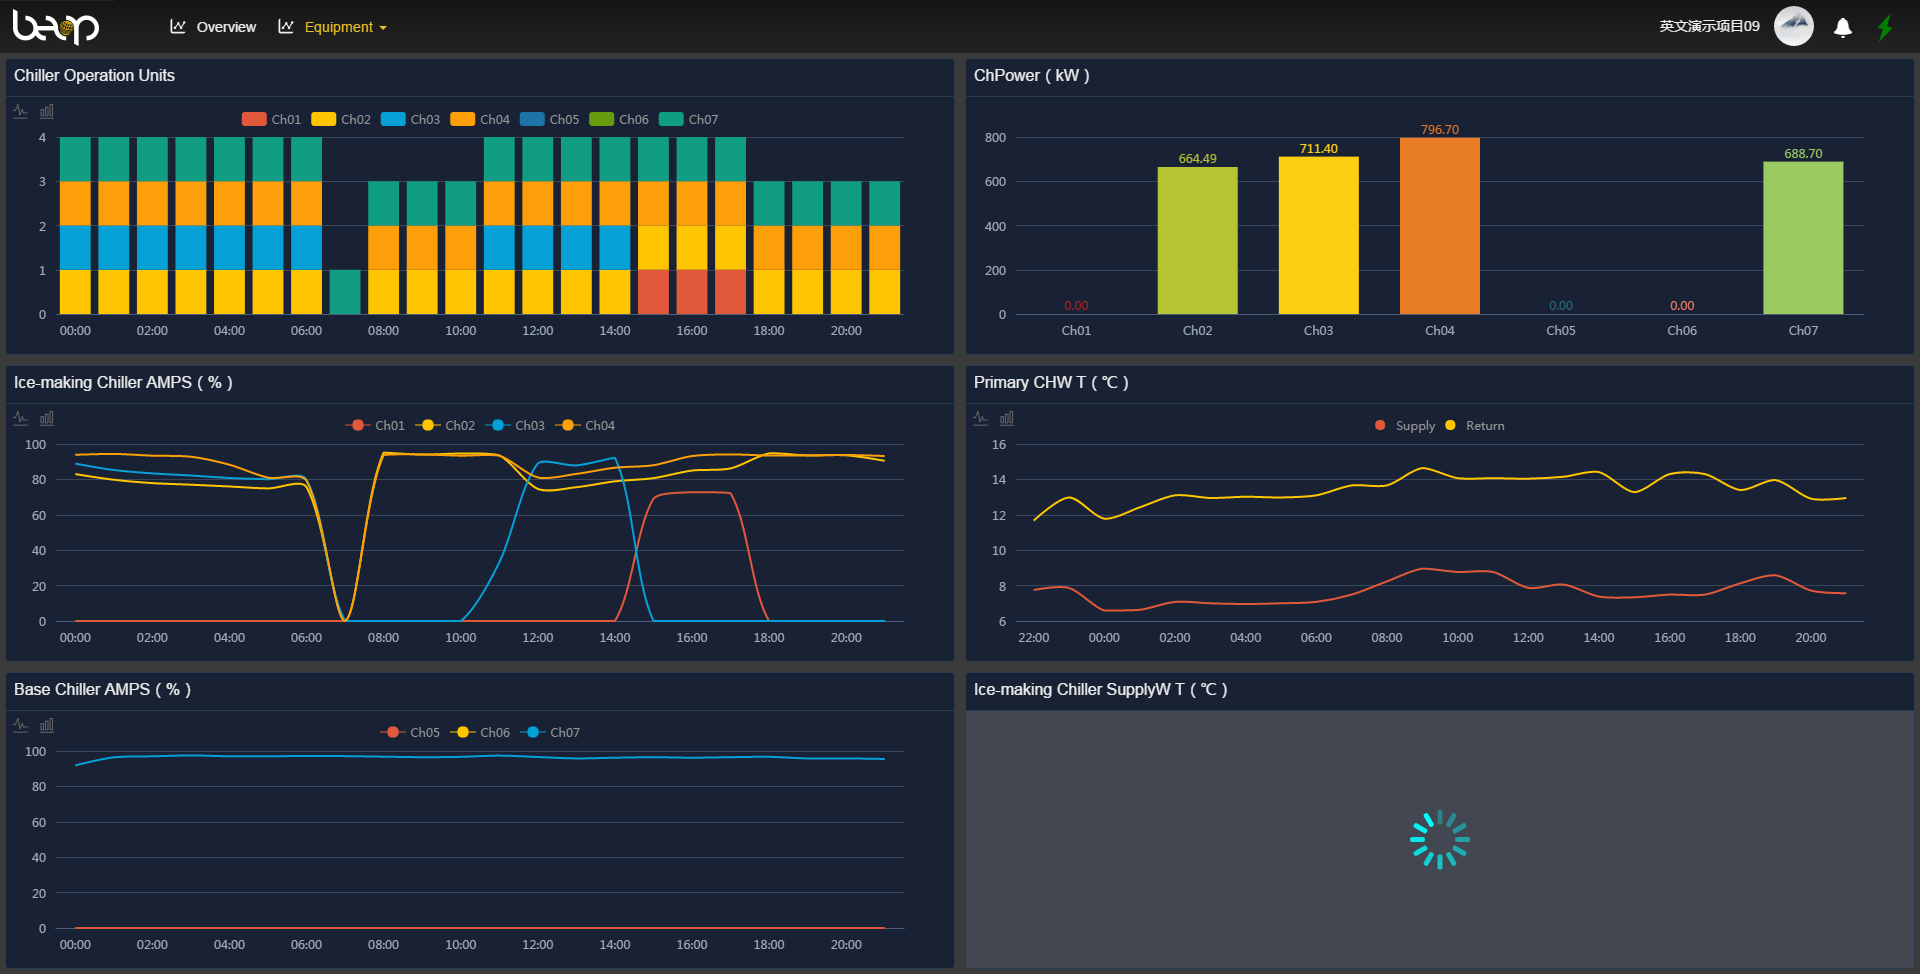 beop Overview Equipment 英文演示项目09
Chiller Operation Units
Ch01 Ch02 Ch03 Ch04 Ch05 Ch06 Ch07
4
3
2
1
0
00:00 02:00 04:00 06:00 08:00 10:00 12:00 14:00 16:00 18:00 20:00
ChPower ( kW )
800
600
400
200
0
0.00 664.49 711.40 796.70 0.00 0.00 688.70
Ch01 Ch02 Ch03 Ch04 Ch05 Ch06 Ch07
Ice-making Chiller AMPS ( % )
Ch01 Ch02 Ch03 Ch04
100
80
60
40
20
0
00:00 02:00 04:00 06:00 08:00 10:00 12:00 14:00 16:00 18:00 20:00
Primary CHW T ( ℃ )
Supply Return
16
14
12
10
8
6
22:00 00:00 02:00 04:00 06:00 08:00 10:00 12:00 14:00 16:00 18:00 20:00
Base Chiller AMPS ( % )
Ch05 Ch06 Ch07
100
80
60
40
20
0
00:00 02:00 04:00 06:00 08:00 10:00 12:00 14:00 16:00 18:00 20:00
Ice-making Chiller SupplyW T ( ℃ )